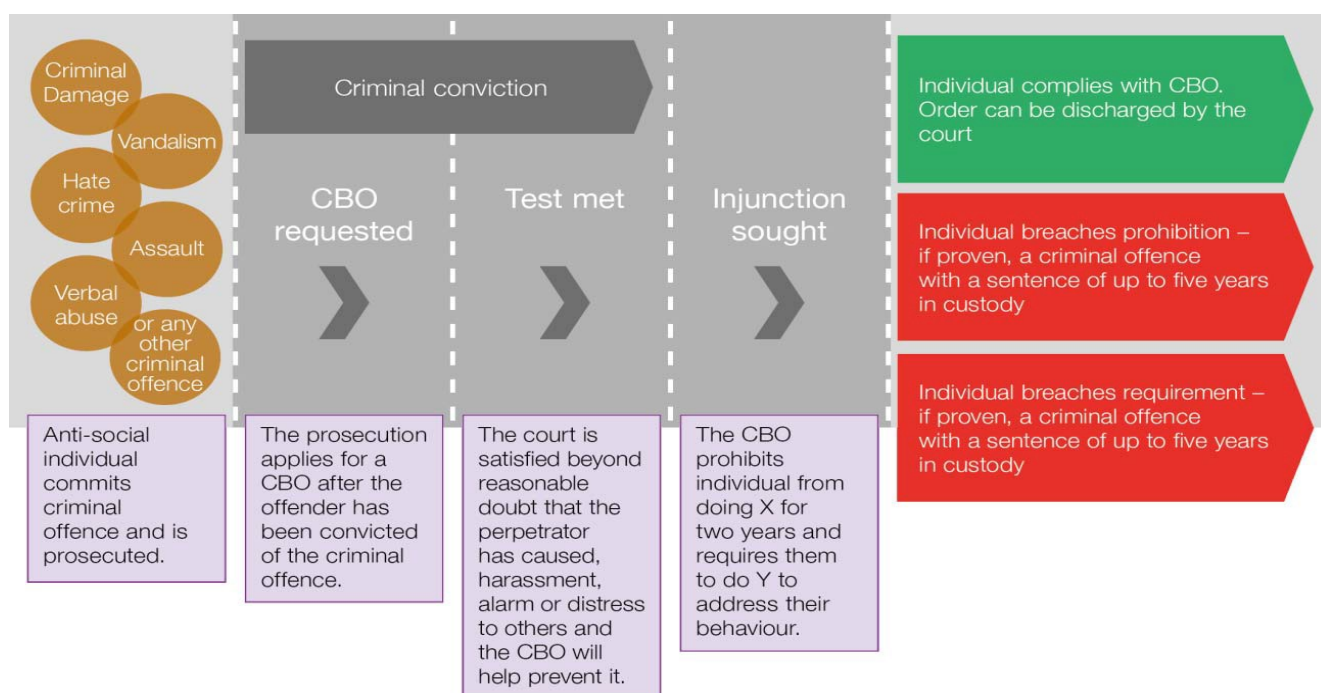 Criminal
Damage
Vandalism
Hate
crime
Assault
Verbal
abuse
or any
other
criminal
offence
Anti-social
individual
commits
criminal
offence and is
prosecuted.
Criminal conviction
CBO
requested
The prosecution
applies for a
CBO after the
offender has
been convicted
of the criminal
offence.
Test met
The court is
satisfied beyond
reasonable
doubt that the
perpetrator
has caused,
harassment,
alarm or distress
to others and
the CBO will
help prevent it.
Injunction
sought
The CBO
prohibits
individual from
doing X for
two years and
requires them
to do Y to
address their
behaviour.
Individual complies with CBO.
Order can be discharged by the
court
Individual breaches prohibition –
if proven, a criminal offence
with a sentence of up to five years
in custody
Individual breaches requirement –
if proven, a criminal offence
with a sentence of up to five years
in custody